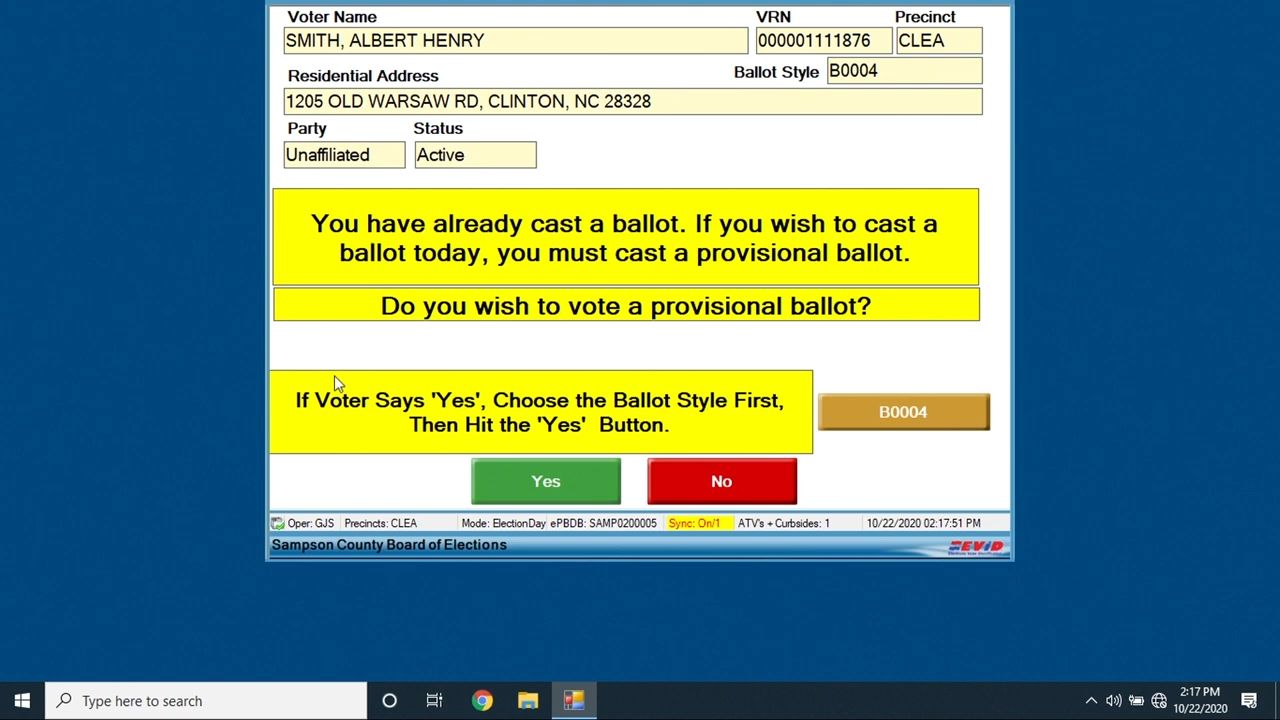 Voter Name VRN Precinct
SMITH, ALBERT HENRY 000001111876 CLEA
Residential Address Ballot Style B0004
1205 OLD WARSAW RD, CLINTON, NC 28328
Party Status
Unaffiliated Active
You have already cast a ballot. If you wish to cast a
ballot today, you must cast a provisional ballot.
Do you wish to vote a provisional ballot?
If Voter Says 'Yes', Choose the Ballot Style First,
Then Hit the 'Yes' Button.
B0004
Yes No
Oper: GJS Precincts: CLEA Mode: ElectionDay ePBDB: SAMP0200005 Sync: On/1 ATV's + Curbsides: 1 10/22/2020 02:17:51 PM
Sampson County Board of Elections EViD
Type here to search 2:17 PM
10/22/2020